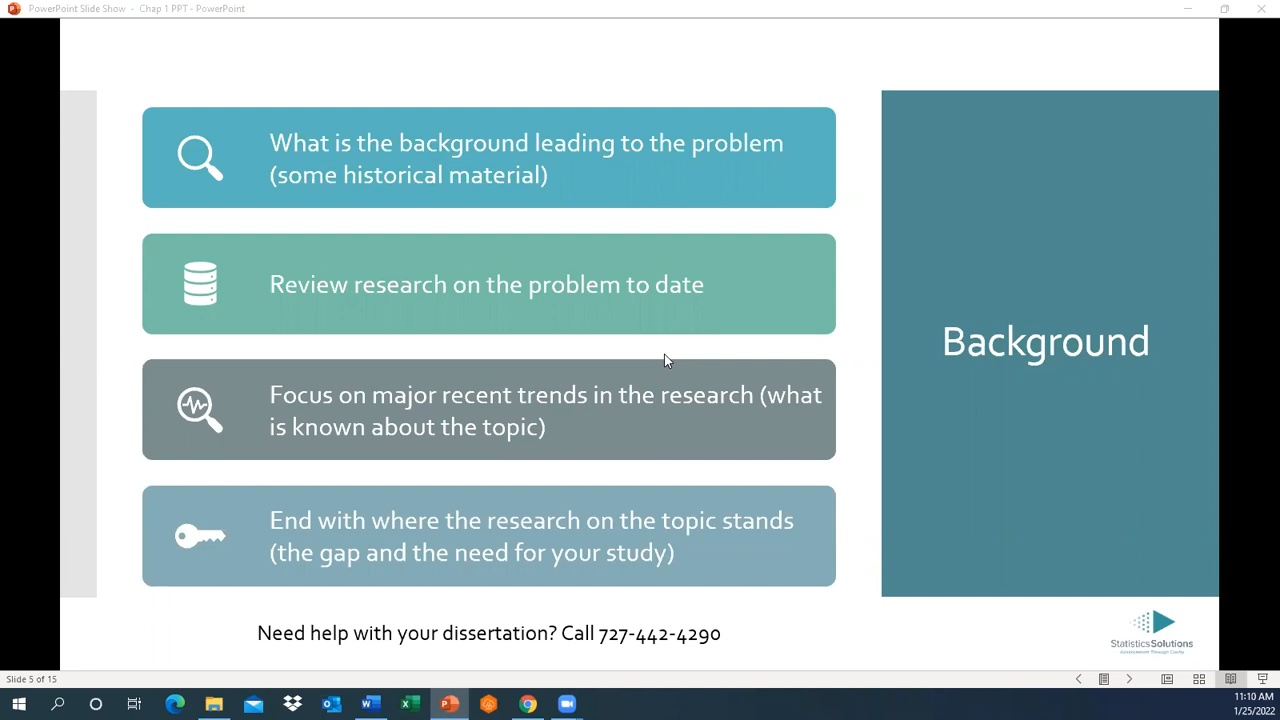 PowerPoint Slide Show - Chap 1 PPT - PowerPoint
What is the background leading to the problem
(some historical material)
Review research on the problem to date
Focus on major recent trends in the research (what
is known about the topic)
End with where the research on the topic stands
(the gap and the need for your study)
Background
Need help with your dissertation? Call 727-442-4290
StatisticsSolutions
Advancement Through Clarity
Slide 5 of 15
11:10 AM
1/25/2022